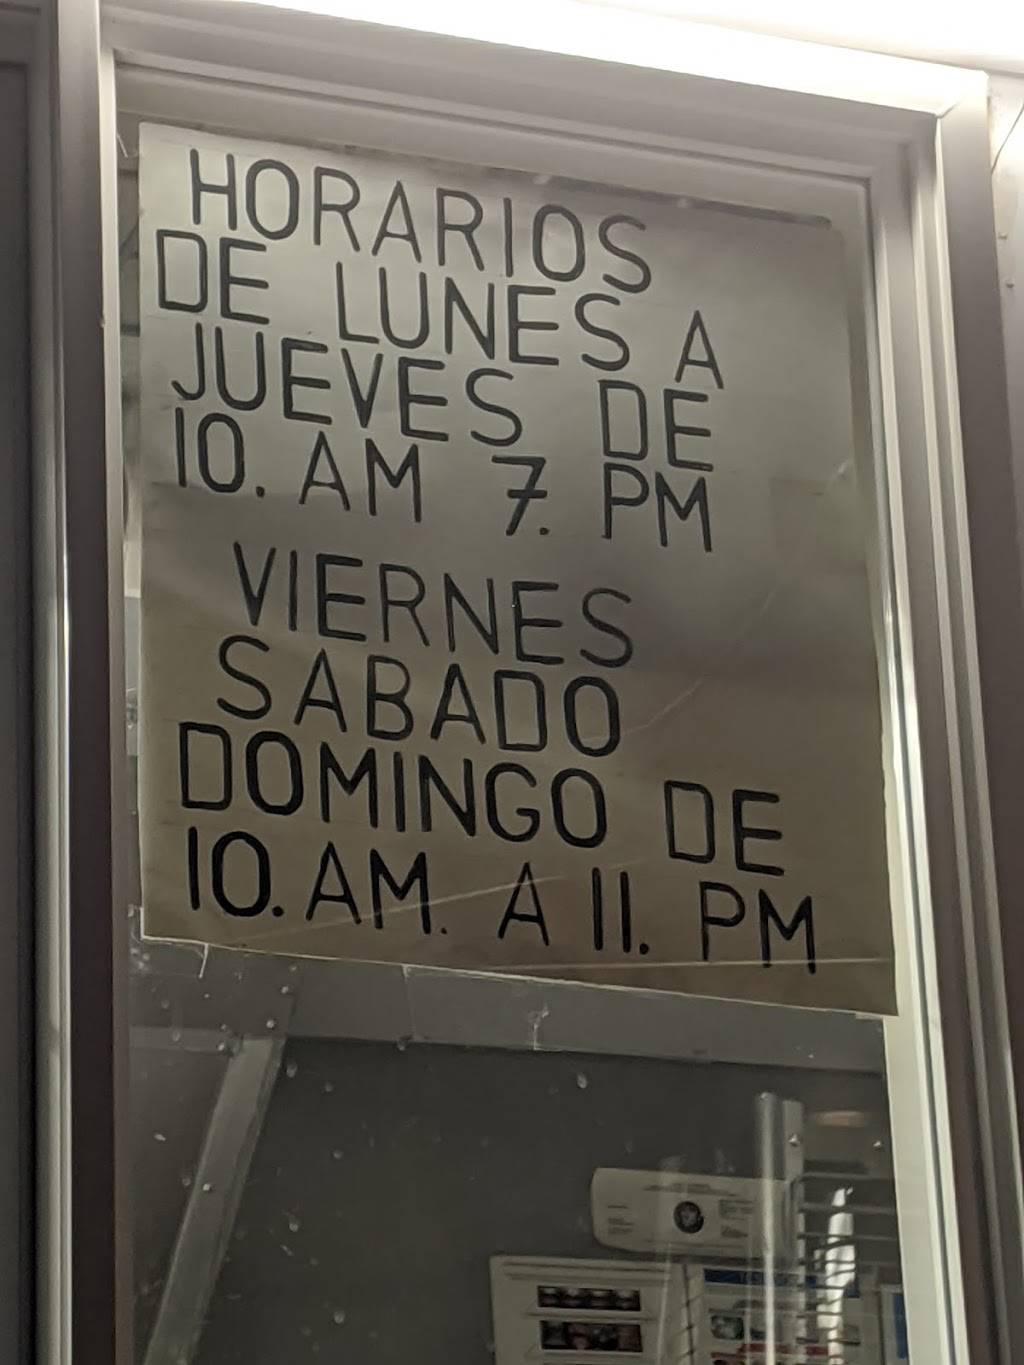 HORARIOS
DE LUNES A
JUEVES DE
10. AM 7. PM
VIERNES
SABADO
DOMINGO DE
10. AM. A 11. PM